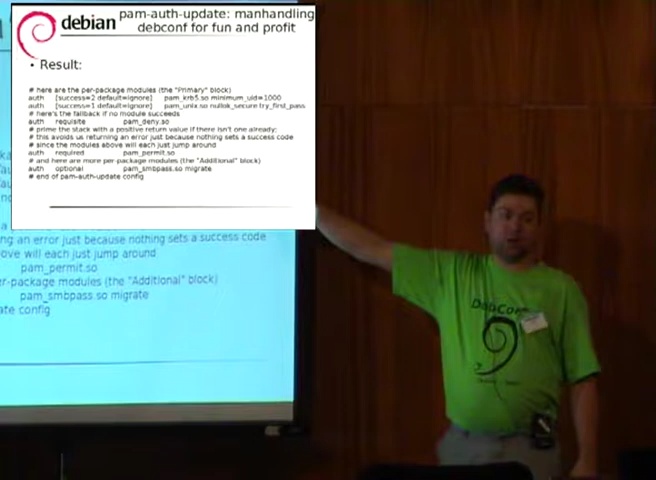 debian
pam-auth-update: manhandling
debconf for fun and profit
• Result:
# here are the per-package modules (the "Primary" block)
auth [success=2 default=ignore] pam_krb5.so minimum_uid=1000
auth [success=1 default=ignore] pam_unix.so nullok_secure try_first_pass
# here's the fallback if no module succeeds
auth requisite pam_deny.so
# prime the stack with a positive return value if there isn't one already;
# this avoids us returning an error just because nothing sets a success code
# since the modules above will each just jump around
auth required pam_permit.so
# and here are more per-package modules (the "Additional" block)
auth optional pam_smbpass.so migrate
# end of pam-auth-update config
ng an error just because nothing sets a success code
ove will each just jump around
pam_permit.so
er-package modules (the "Additional" block)
pam_smbpass.so migrate
ate config
DebConf